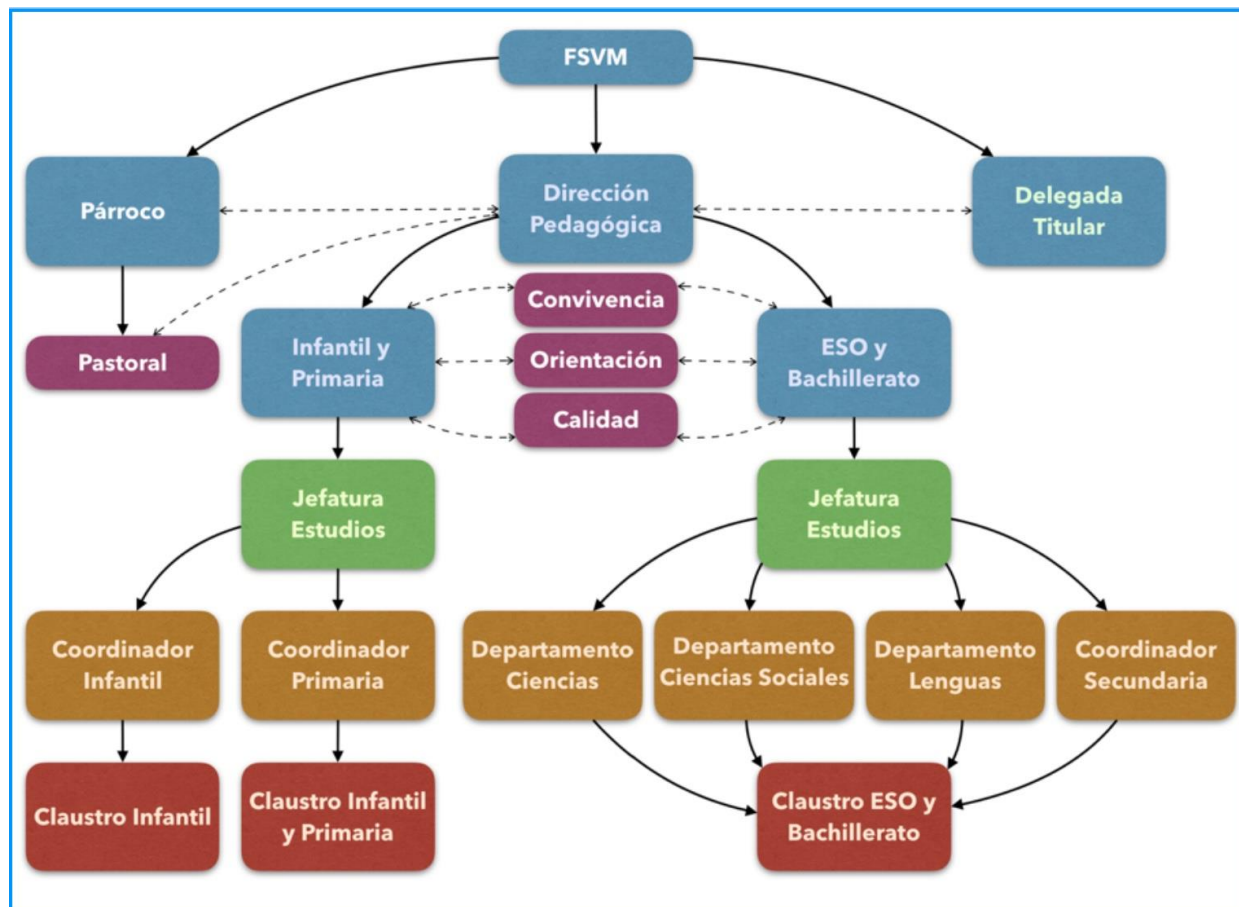 FSVM
Párroco
Dirección
Pedagógica
Delegada
Titular
Convivencia
Pastoral
Infantil y
Primaria
Orientación
ESO y
Bachillerato
Calidad
Jefatura
Estudios
Jefatura
Estudios
Coordinador
Infantil
Coordinador
Primaria
Departamento
Ciencias
Departamento
Ciencias Sociales
Departamento
Lenguas
Coordinador
Secundaria
Claustro Infantil
Claustro Infantil
y Primaria
Claustro ESO y
Bachillerato